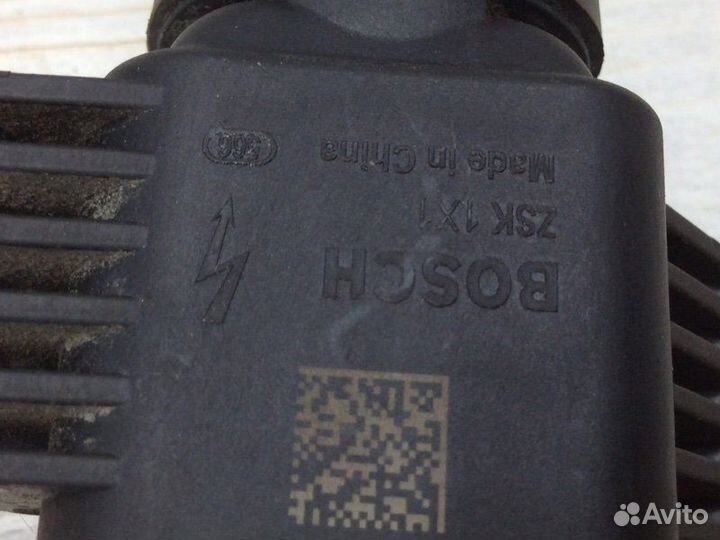 BOSCH
ZSK 1X1
Made in China
Avito